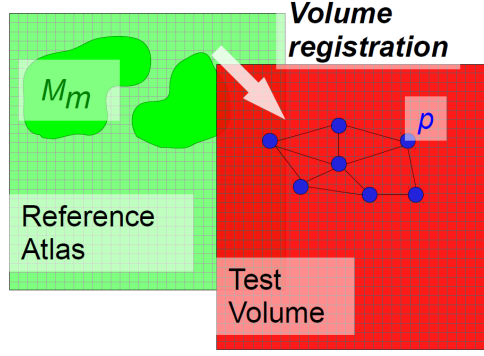 Volume
registration
Mm
p
Reference
Atlas
Test
Volume